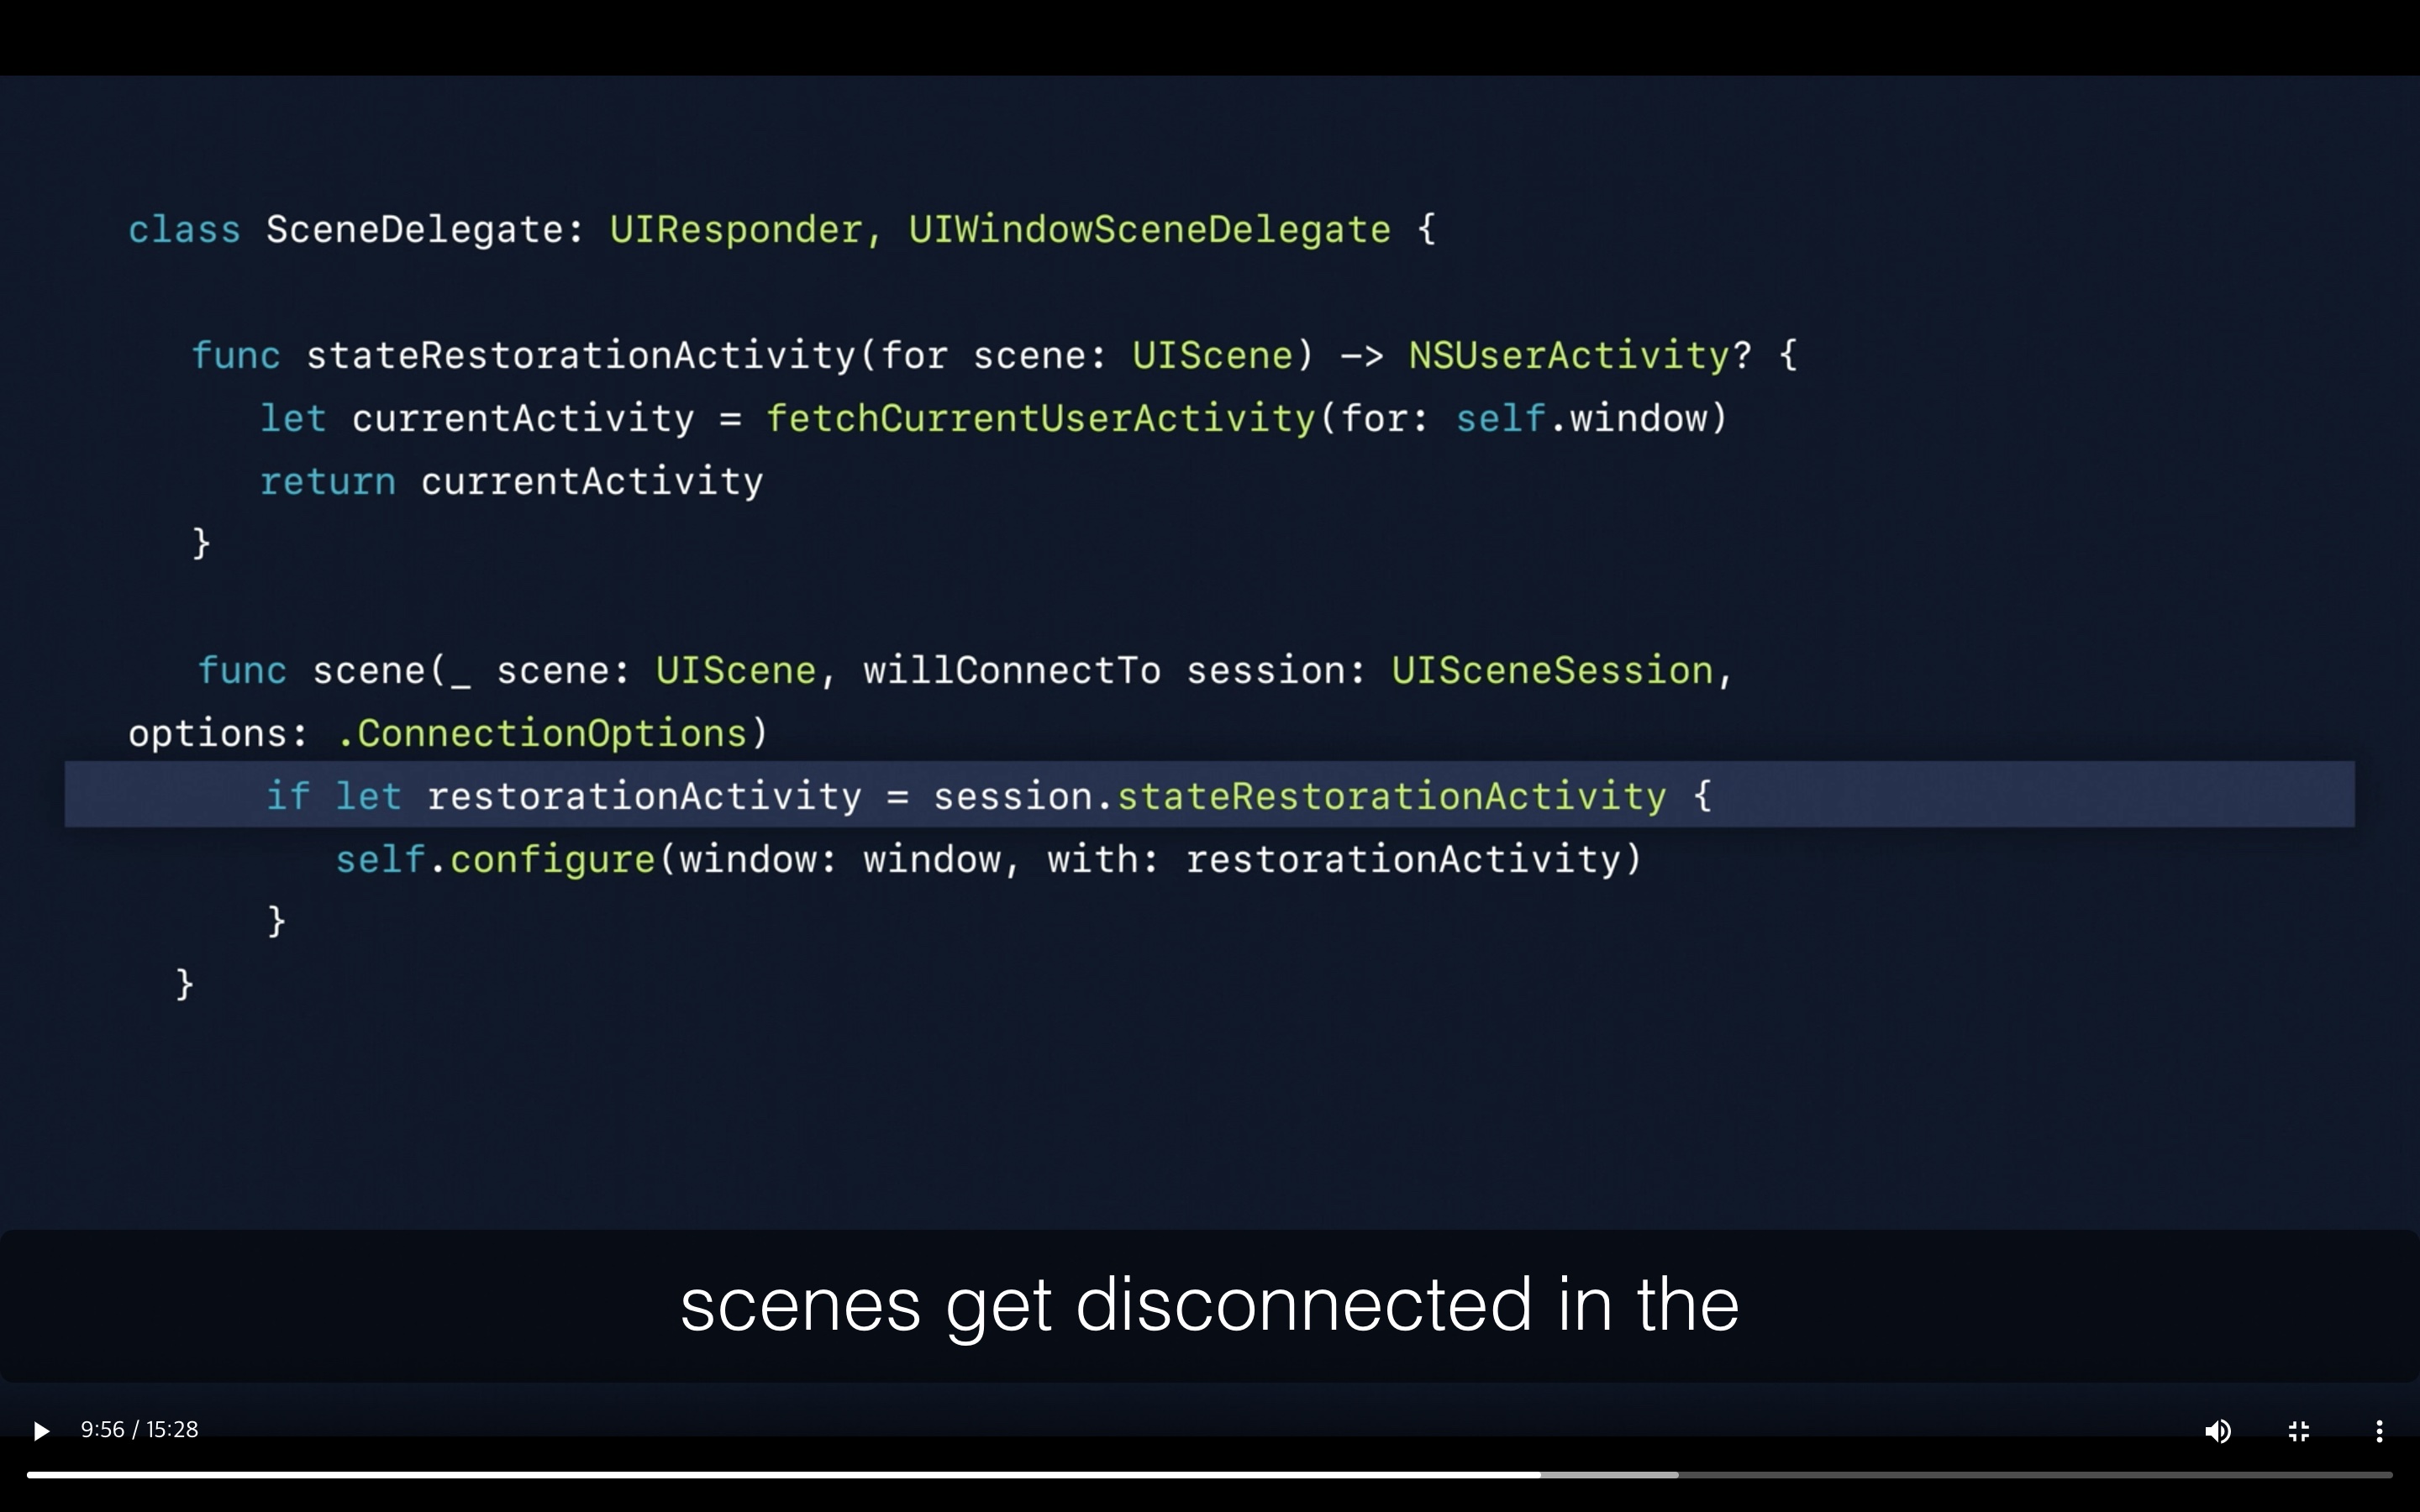 class SceneDelegate: UIResponder, UIWindowSceneDelegate {
func stateRestorationActivity(for scene: UIScene) -> NSUserActivity? {
let currentActivity = fetchCurrentUserActivity(for: self.window)
return currentActivity
}
func scene(_ scene: UIScene, willConnectTo session: UISceneSession,
options: .ConnectionOptions)
if let restorationActivity = session.stateRestorationActivity {
self.configure(window: window, with: restorationActivity)
}
}
scenes get disconnected in the
9:56 / 15:28